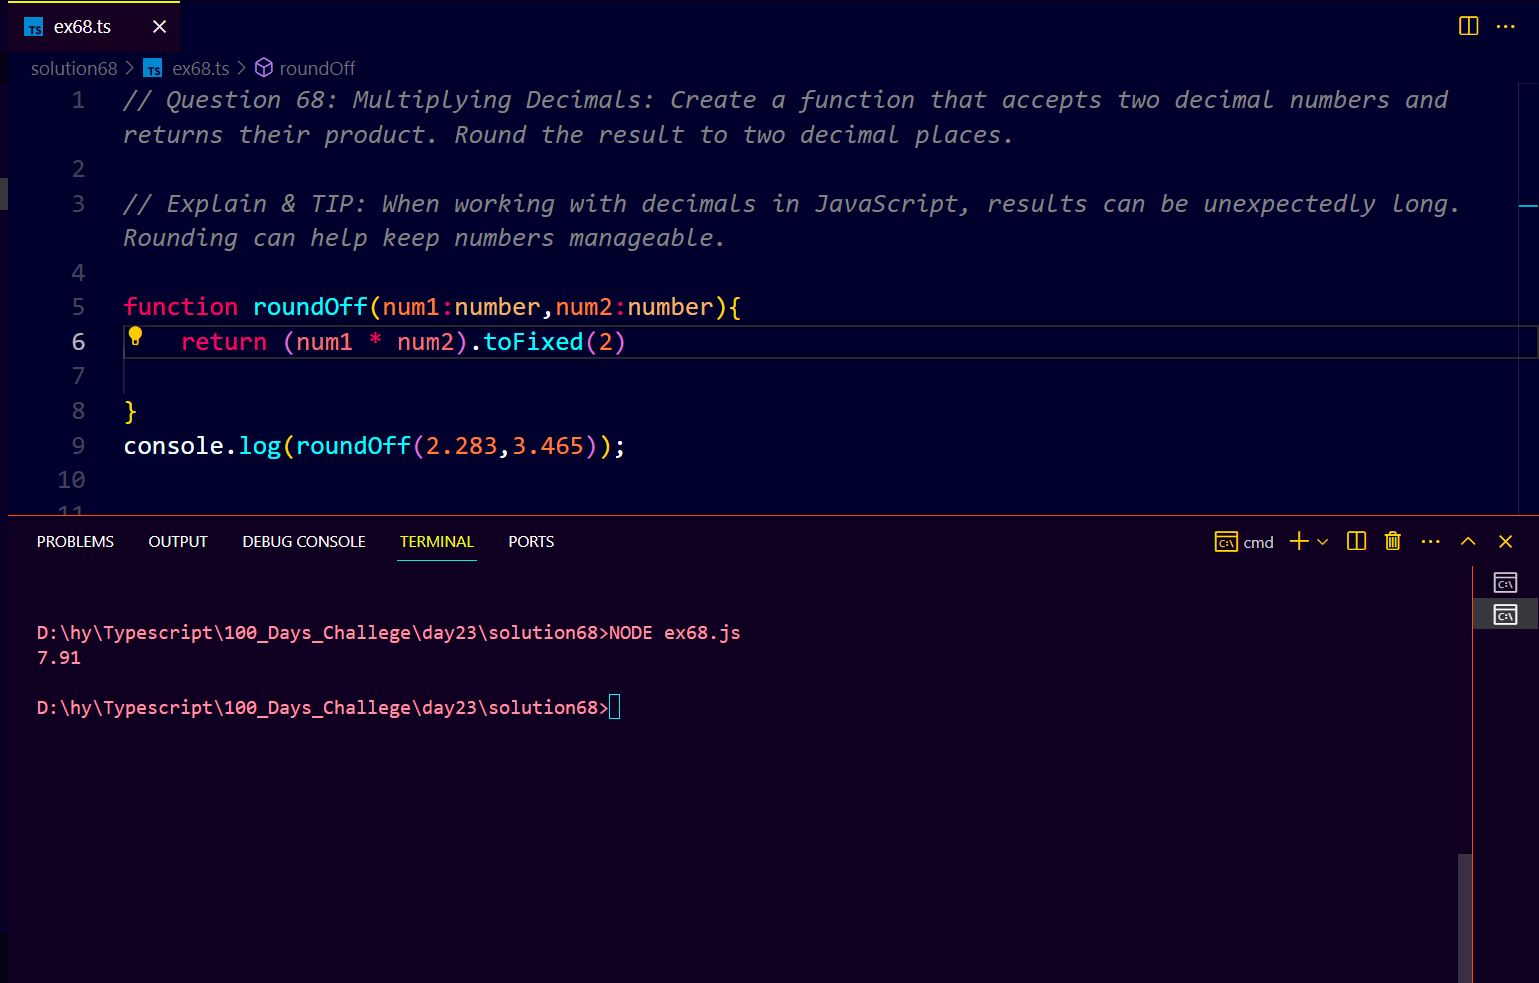 TS ex68.ts
solution68 > TS ex68.ts > roundOff
1 // Question 68: Multiplying Decimals: Create a function that accepts two decimal numbers and
returns their product. Round the result to two decimal places.
2
3 // Explain & TIP: When working with decimals in JavaScript, results can be unexpectedly long.
Rounding can help keep numbers manageable.
4
5 function roundOff(num1:number,num2:number){
6 return (num1 * num2).toFixed(2)
7
8 }
9 console.log(roundOff(2.283,3.465));
10
11
PROBLEMS OUTPUT DEBUG CONSOLE TERMINAL PORTS cmd
D:\hy\Typescript\100_Days_Challege\day23\solution68>NODE ex68.js
7.91
D:\hy\Typescript\100_Days_Challege\day23\solution68>